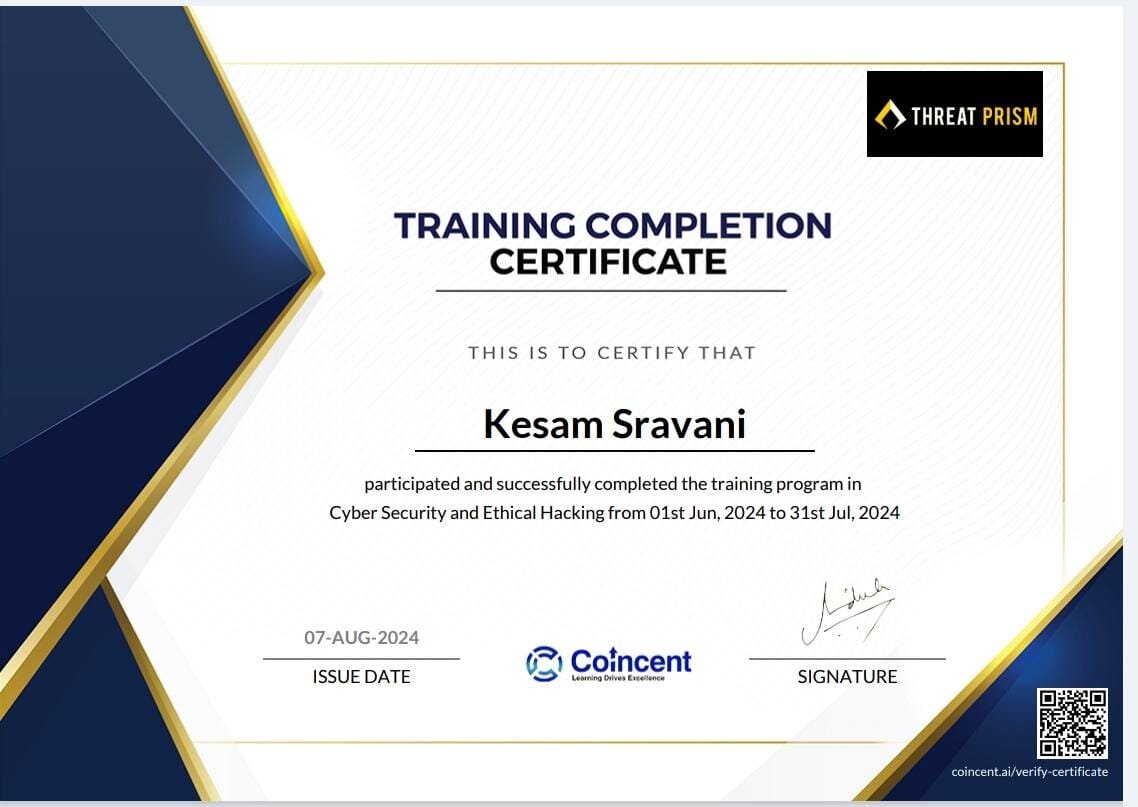 THREAT PRISM
TRAINING COMPLETION
CERTIFICATE
THIS IS TO CERTIFY THAT
Kesam Sravani
participated and successfully completed the training program in
Cyber Security and Ethical Hacking from 01st Jun, 2024 to 31st Jul, 2024
07-AUG-2024
ISSUE DATE
Coincent
Learning Drives Excellence
SIGNATURE
coincent.ai/verify-certificate